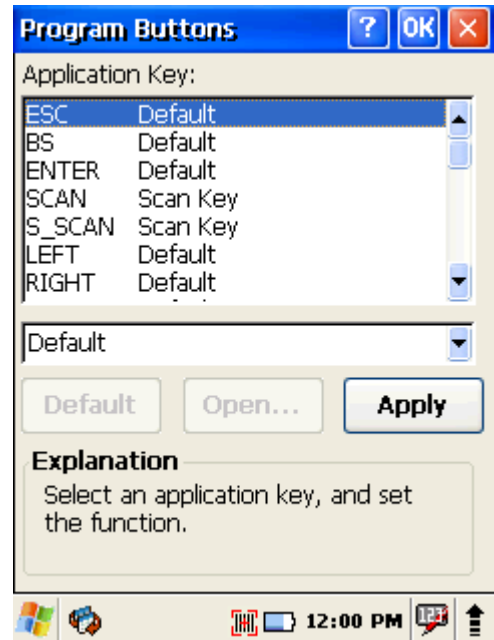 Program Buttons ? OK
Application Key:
ESC Default
BS Default
ENTER Default
SCAN Scan Key
S_SCAN Scan Key
LEFT Default
RIGHT Default
Default
Default Open... Apply
Explanation
Select an application key, and set
the function.
12:00 PM 123